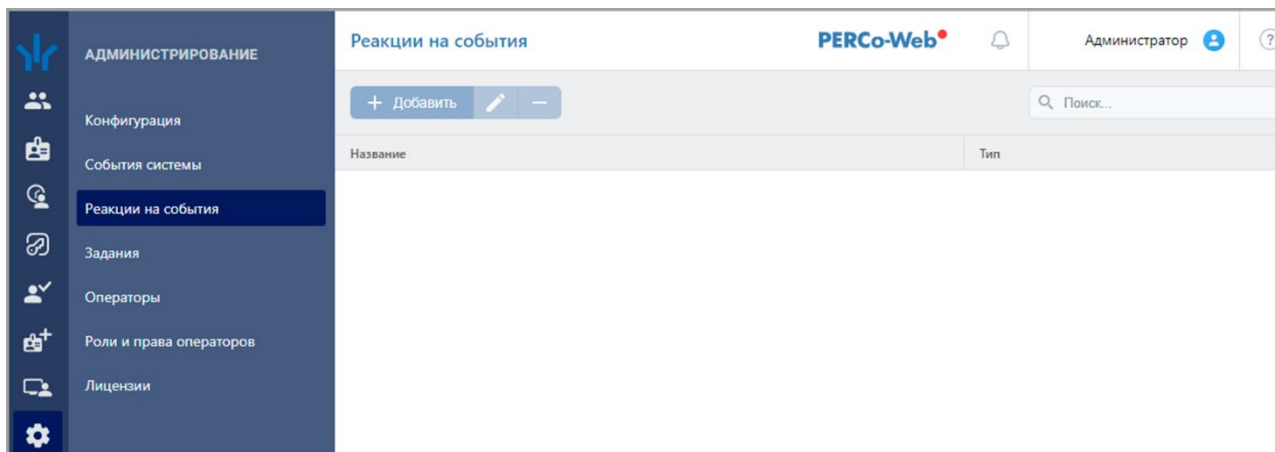 АДМИНИСТРИРОВАНИЕ
Конфигурация
События системы
Реакции на события
Задания
Операторы
Роли и права операторов
Лицензии
Реакции на события
PERCo-Web
Администратор
?
+ Добавить
Поиск...
Название
Тип